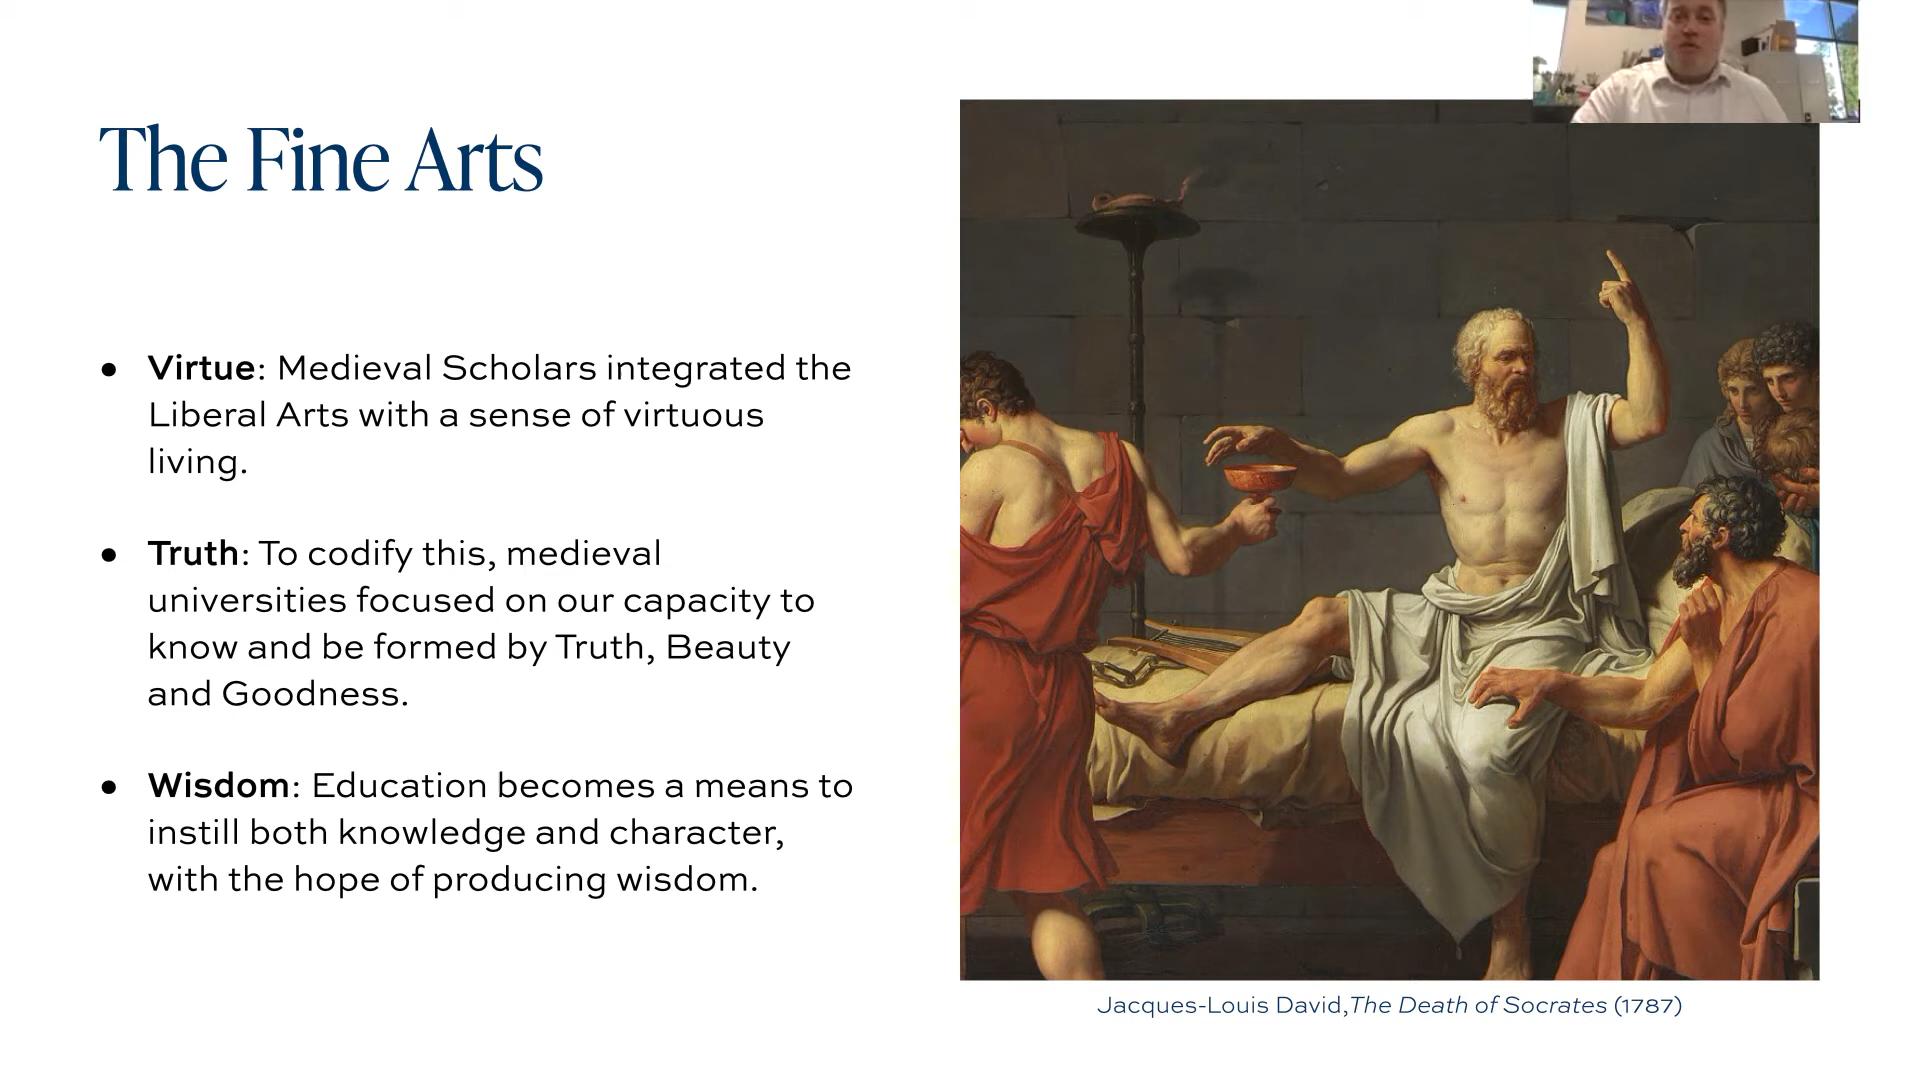 The Fine Arts
● Virtue: Medieval Scholars integrated the
Liberal Arts with a sense of virtuous
living.
● Truth: To codify this, medieval
universities focused on our capacity to
know and be formed by Truth, Beauty
and Goodness.
● Wisdom: Education becomes a means to
instill both knowledge and character,
with the hope of producing wisdom.
Jacques-Louis David,The Death of Socrates (1787)